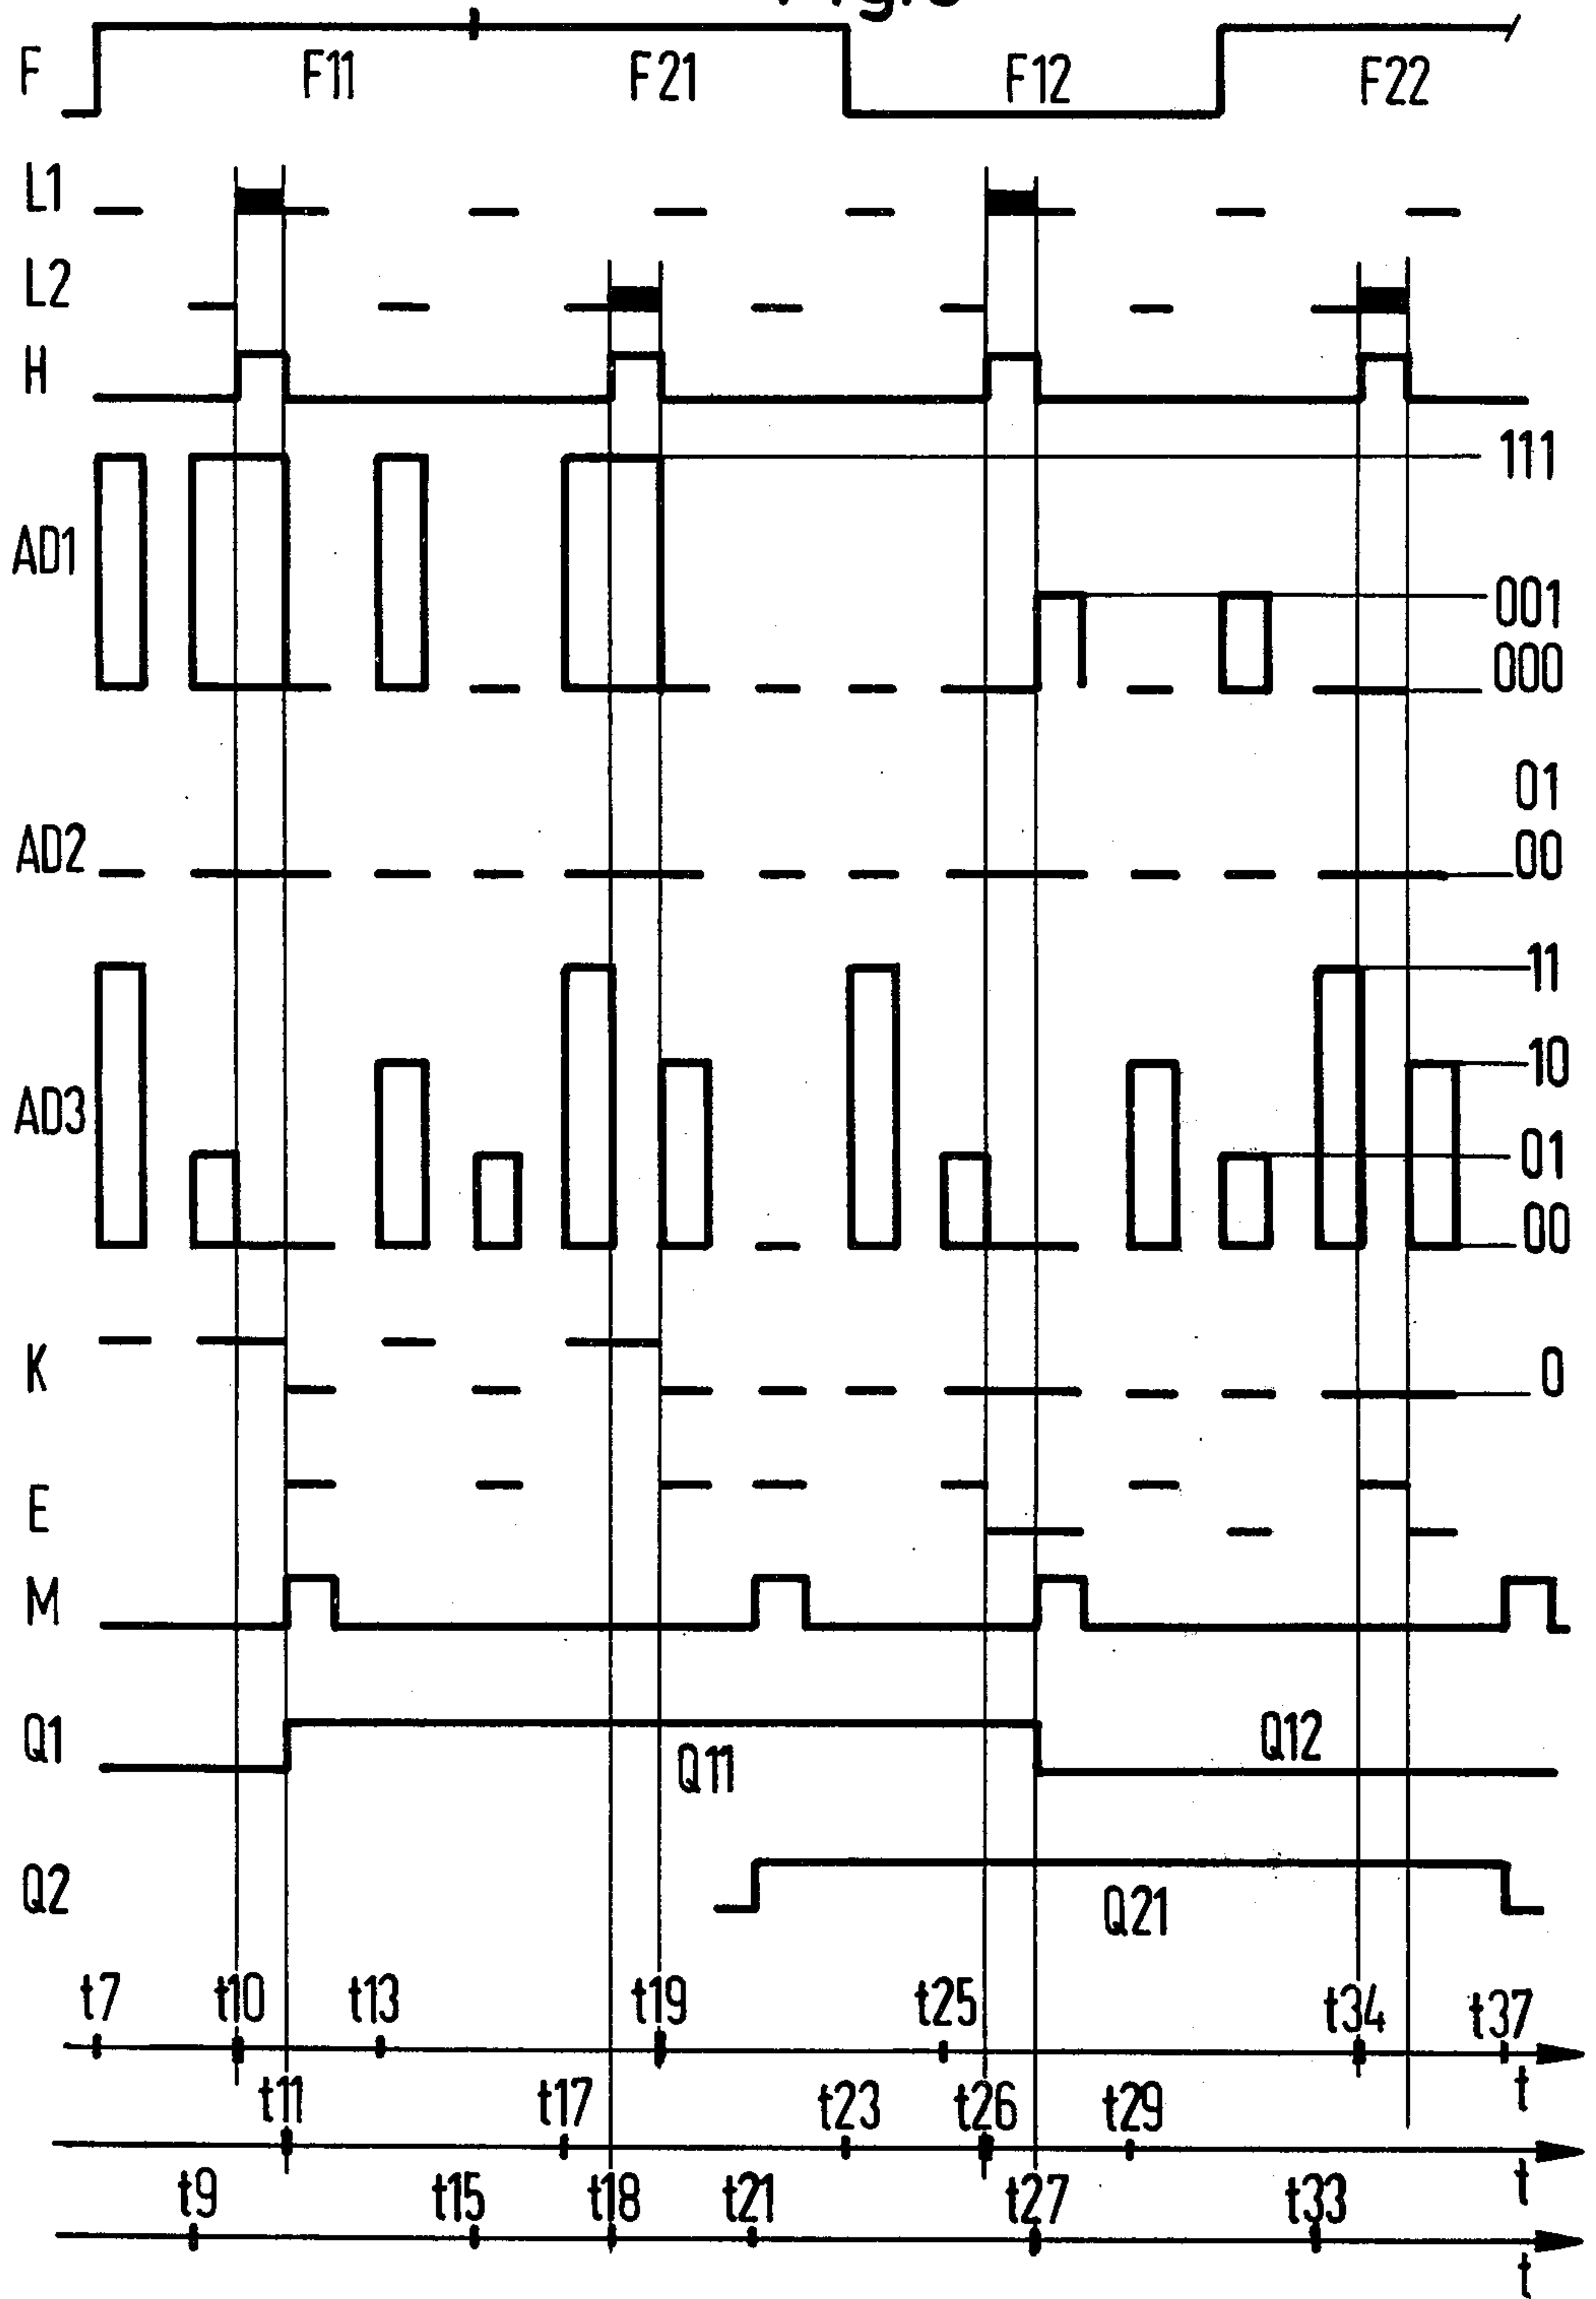 F F11 F21 F12 F22
L1
L2
H
111
AD1
001
000
01
AD2 00
11
10
AD3
01
00
K 0
E
M
Q1 Q11 Q12
Q2 Q21
t7 t10 t13 t19 t25 t34 t37
t
t11 t17 t23 t26 t29
t
t9 t15 t18 t21 t27 t33
t